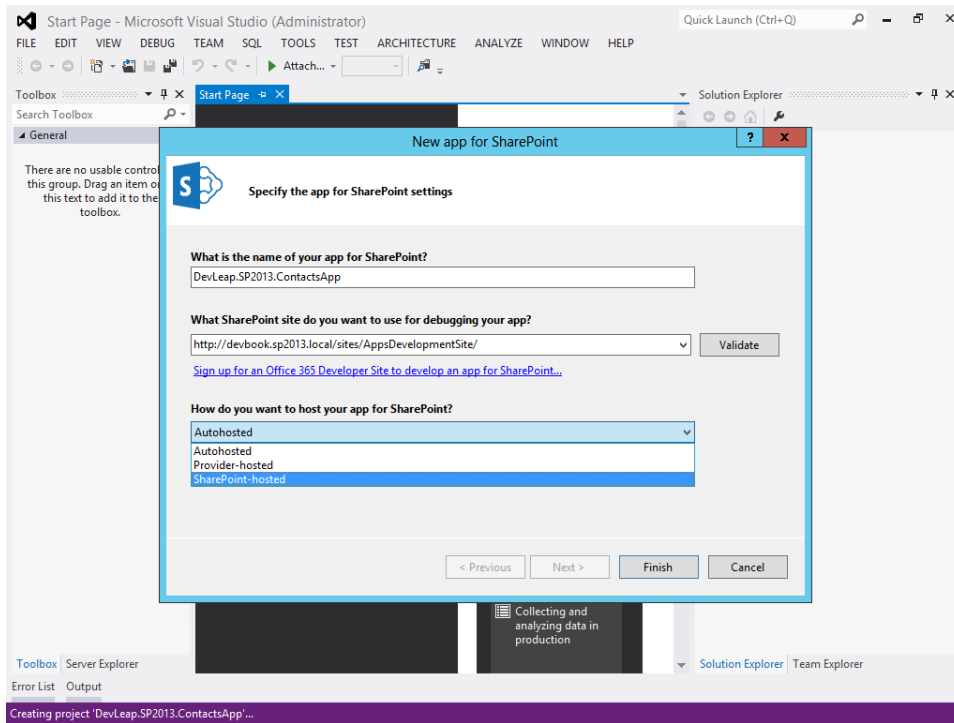 Start Page - Microsoft Visual Studio (Administrator)
Quick Launch (Ctrl+Q)
FILE EDIT VIEW DEBUG TEAM SQL TOOLS TEST ARCHITECTURE ANALYZE WINDOW HELP
Attach...
Toolbox
Start Page
Solution Explorer
Search Toolbox
General
There are no usable control
this group. Drag an item o
this text to add it to the
toolbox.
New app for SharePoint
?
x
S
Specify the app for SharePoint settings
What is the name of your app for SharePoint?
DevLeap.SP2013.ContactsApp
What SharePoint site do you want to use for debugging your app?
http://devbook.sp2013.local/sites/AppsDevelopmentSite/
Validate
Sign up for an Office 365 Developer Site to develop an app for SharePoint...
How do you want to host your app for SharePoint?
Autohosted
Autohosted
Provider-hosted
SharePoint-hosted
< Previous
Next >
Finish
Cancel
Collecting and
analyzing data in
production
Toolbox Server Explorer
Solution Explorer Team Explorer
Error List Output
Creating project 'DevLeap.SP2013.ContactsApp'...